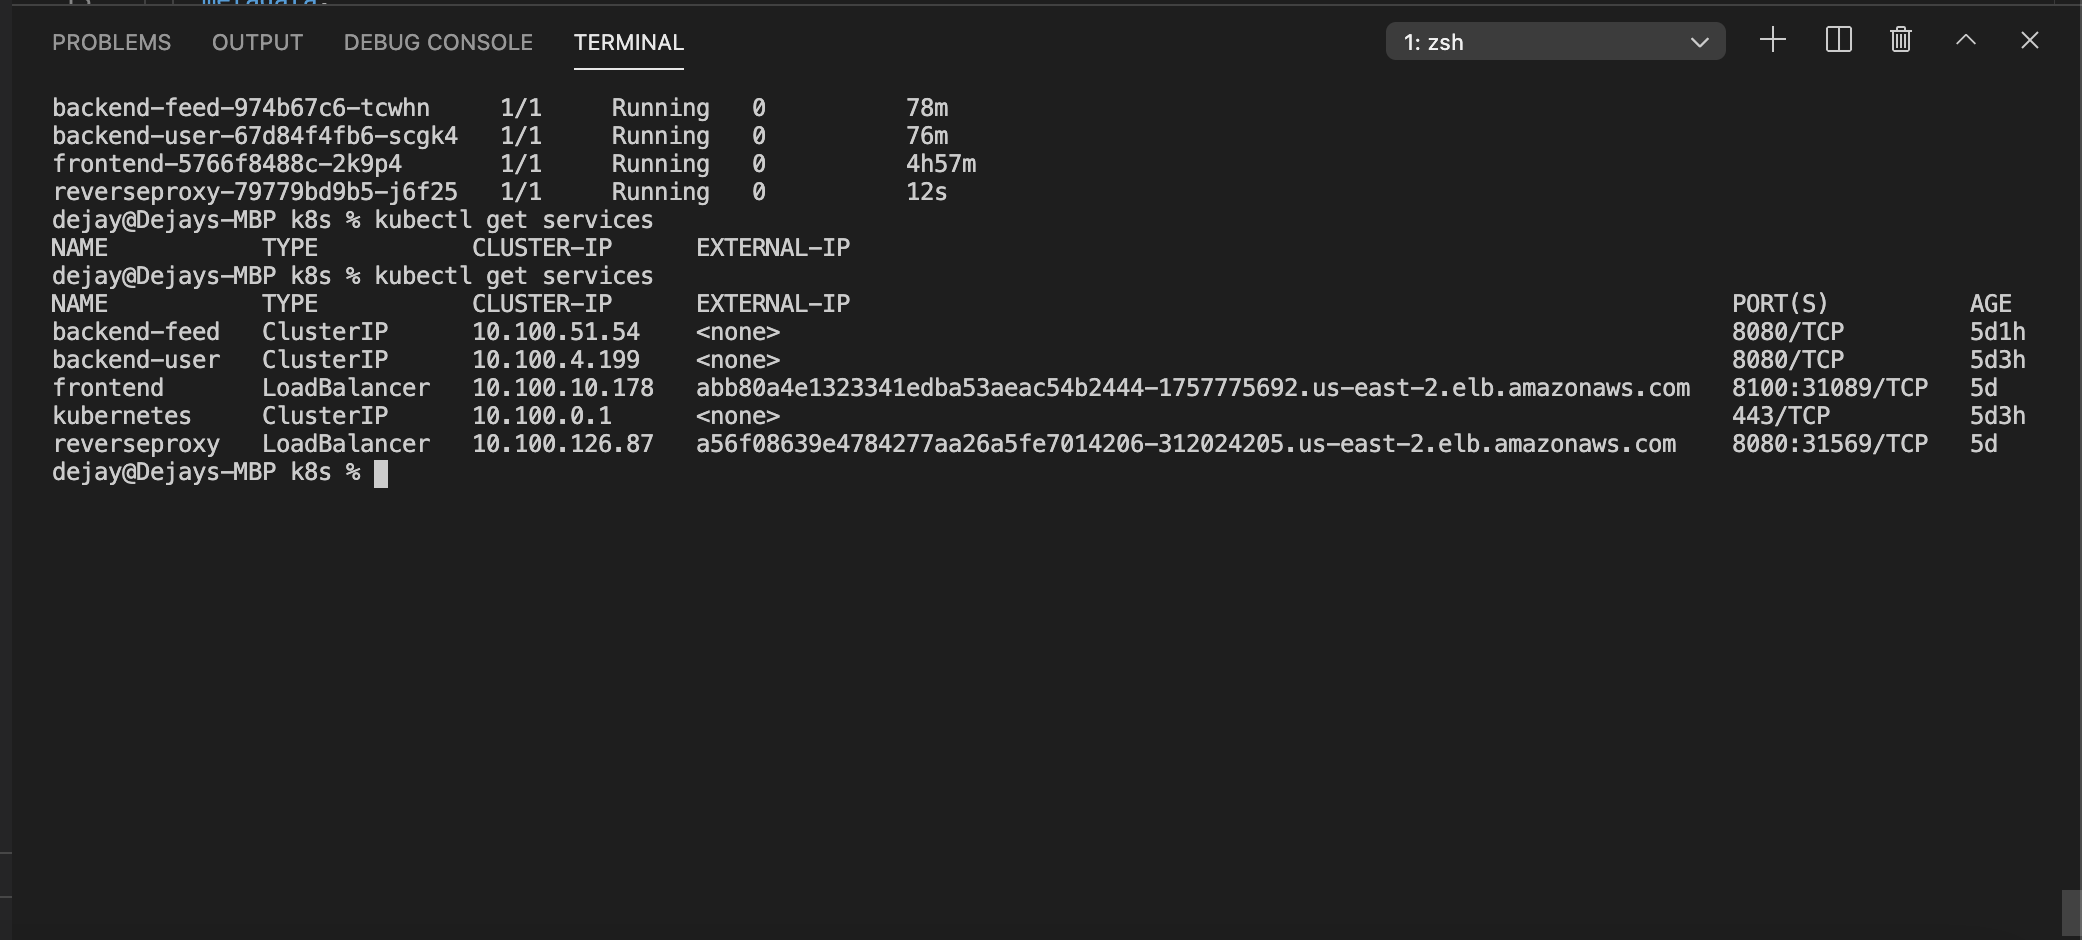 PROBLEMS OUTPUT DEBUG CONSOLE TERMINAL 1: zsh
backend-feed-974b67c6-tcwhn 1/1 Running 0 78m
backend-user-67d84f4fb6-scgk4 1/1 Running 0 76m
frontend-5766f8488c-2k9p4 1/1 Running 0 4h57m
reverseproxy-79779bd9b5-j6f25 1/1 Running 0 12s
dejay@Dejays-MBP k8s % kubectl get services
NAME TYPE CLUSTER-IP EXTERNAL-IP
dejay@Dejays-MBP k8s % kubectl get services
NAME TYPE CLUSTER-IP EXTERNAL-IP PORT(S) AGE
backend-feed ClusterIP 10.100.51.54 <none> 8080/TCP 5d1h
backend-user ClusterIP 10.100.4.199 <none> 8080/TCP 5d3h
frontend LoadBalancer 10.100.10.178 abb80a4e1323341edba53aeac54b2444-1757775692.us-east-2.elb.amazonaws.com 8100:31089/TCP 5d
kubernetes ClusterIP 10.100.0.1 <none> 443/TCP 5d3h
reverseproxy LoadBalancer 10.100.126.87 a56f08639e4784277aa26a5fe7014206-312024205.us-east-2.elb.amazonaws.com 8080:31569/TCP 5d
dejay@Dejays-MBP k8s %